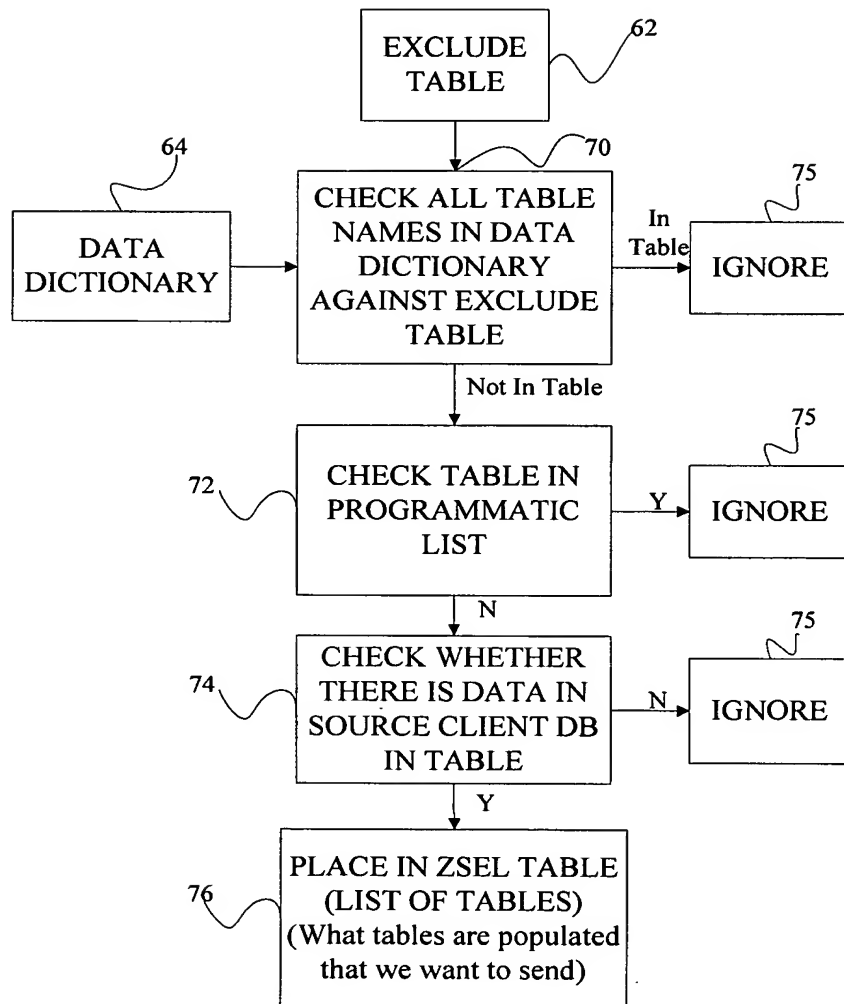 EXCLUDE
TABLE
62
64
70
75
DATA
DICTIONARY
CHECK ALL TABLE
NAMES IN DATA
DICTIONARY
AGAINST EXCLUDE
TABLE
In
Table
IGNORE
Not In Table
72
CHECK TABLE IN
PROGRAMMATIC
LIST
Y
75
IGNORE
N
74
CHECK WHETHER
THERE IS DATA IN
SOURCE CLIENT DB
IN TABLE
N
75
IGNORE
Y
76
PLACE IN ZSEL TABLE
(LIST OF TABLES)
(What tables are populated
that we want to send)